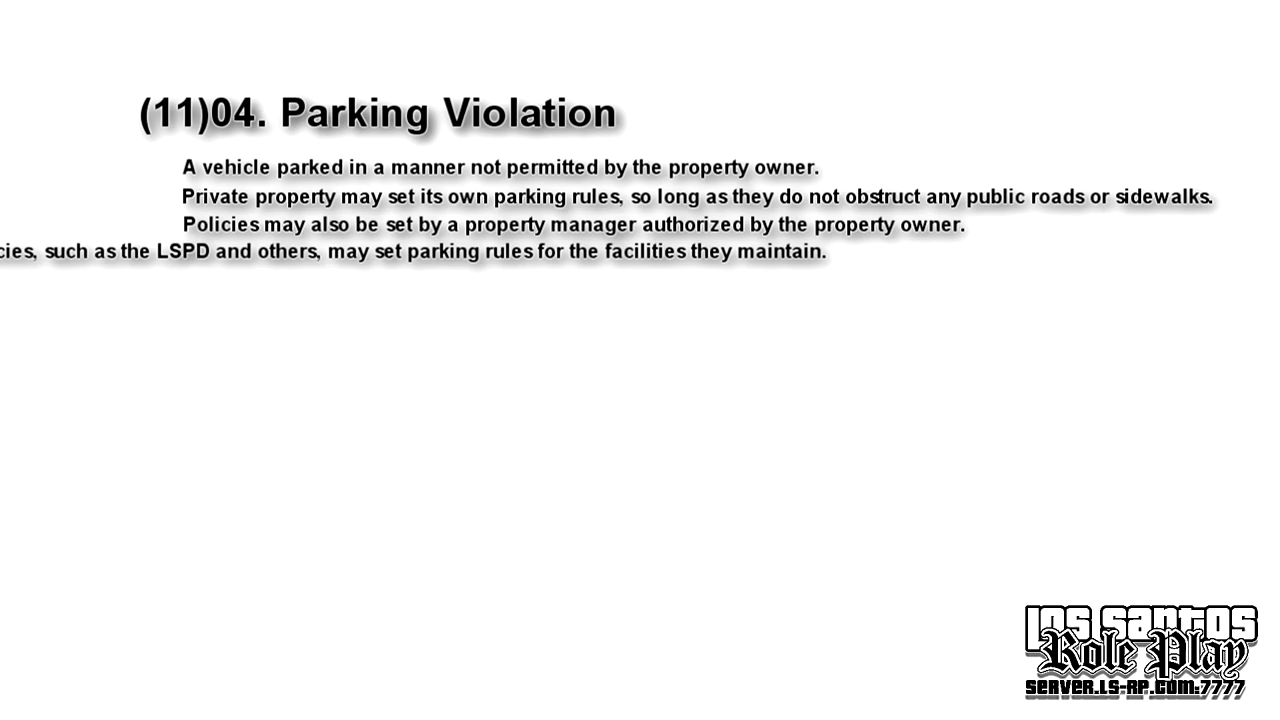 (11)04. Parking Violation
A vehicle parked in a manner not permitted by the property owner.
Private property may set its own parking rules, so long as they do not obstruct any public roads or sidewalks.
Policies may also be set by a property manager authorized by the property owner.
cies, such as the LSPD and others, may set parking rules for the facilities they maintain.
Los Santos
Role Play
SERVER.LS-RP.COM:7777